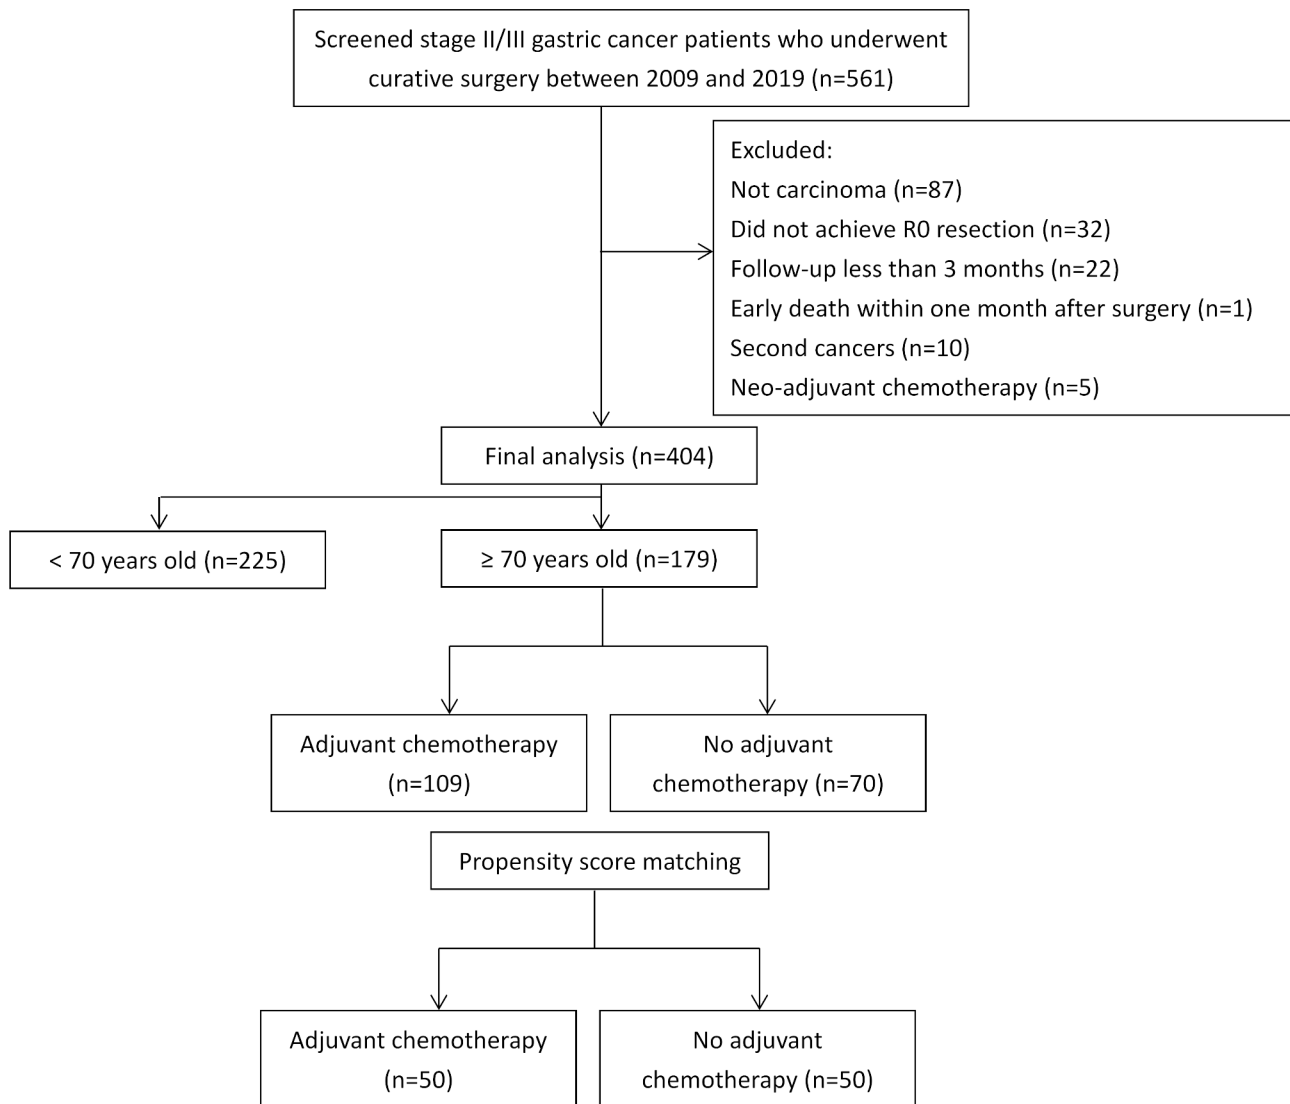 Screened stage II/III gastric cancer patients who underwent
curative surgery between 2009 and 2019 (n=561)
Excluded:
Not carcinoma (n=87)
Did not achieve R0 resection (n=32)
Follow-up less than 3 months (n=22)
Early death within one month after surgery (n=1)
Second cancers (n=10)
Neo-adjuvant chemotherapy (n=5)
Final analysis (n=404)
< 70 years old (n=225)
≥ 70 years old (n=179)
Adjuvant chemotherapy
(n=109)
No adjuvant
chemotherapy (n=70)
Propensity score matching
Adjuvant chemotherapy
(n=50)
No adjuvant
chemotherapy (n=50)